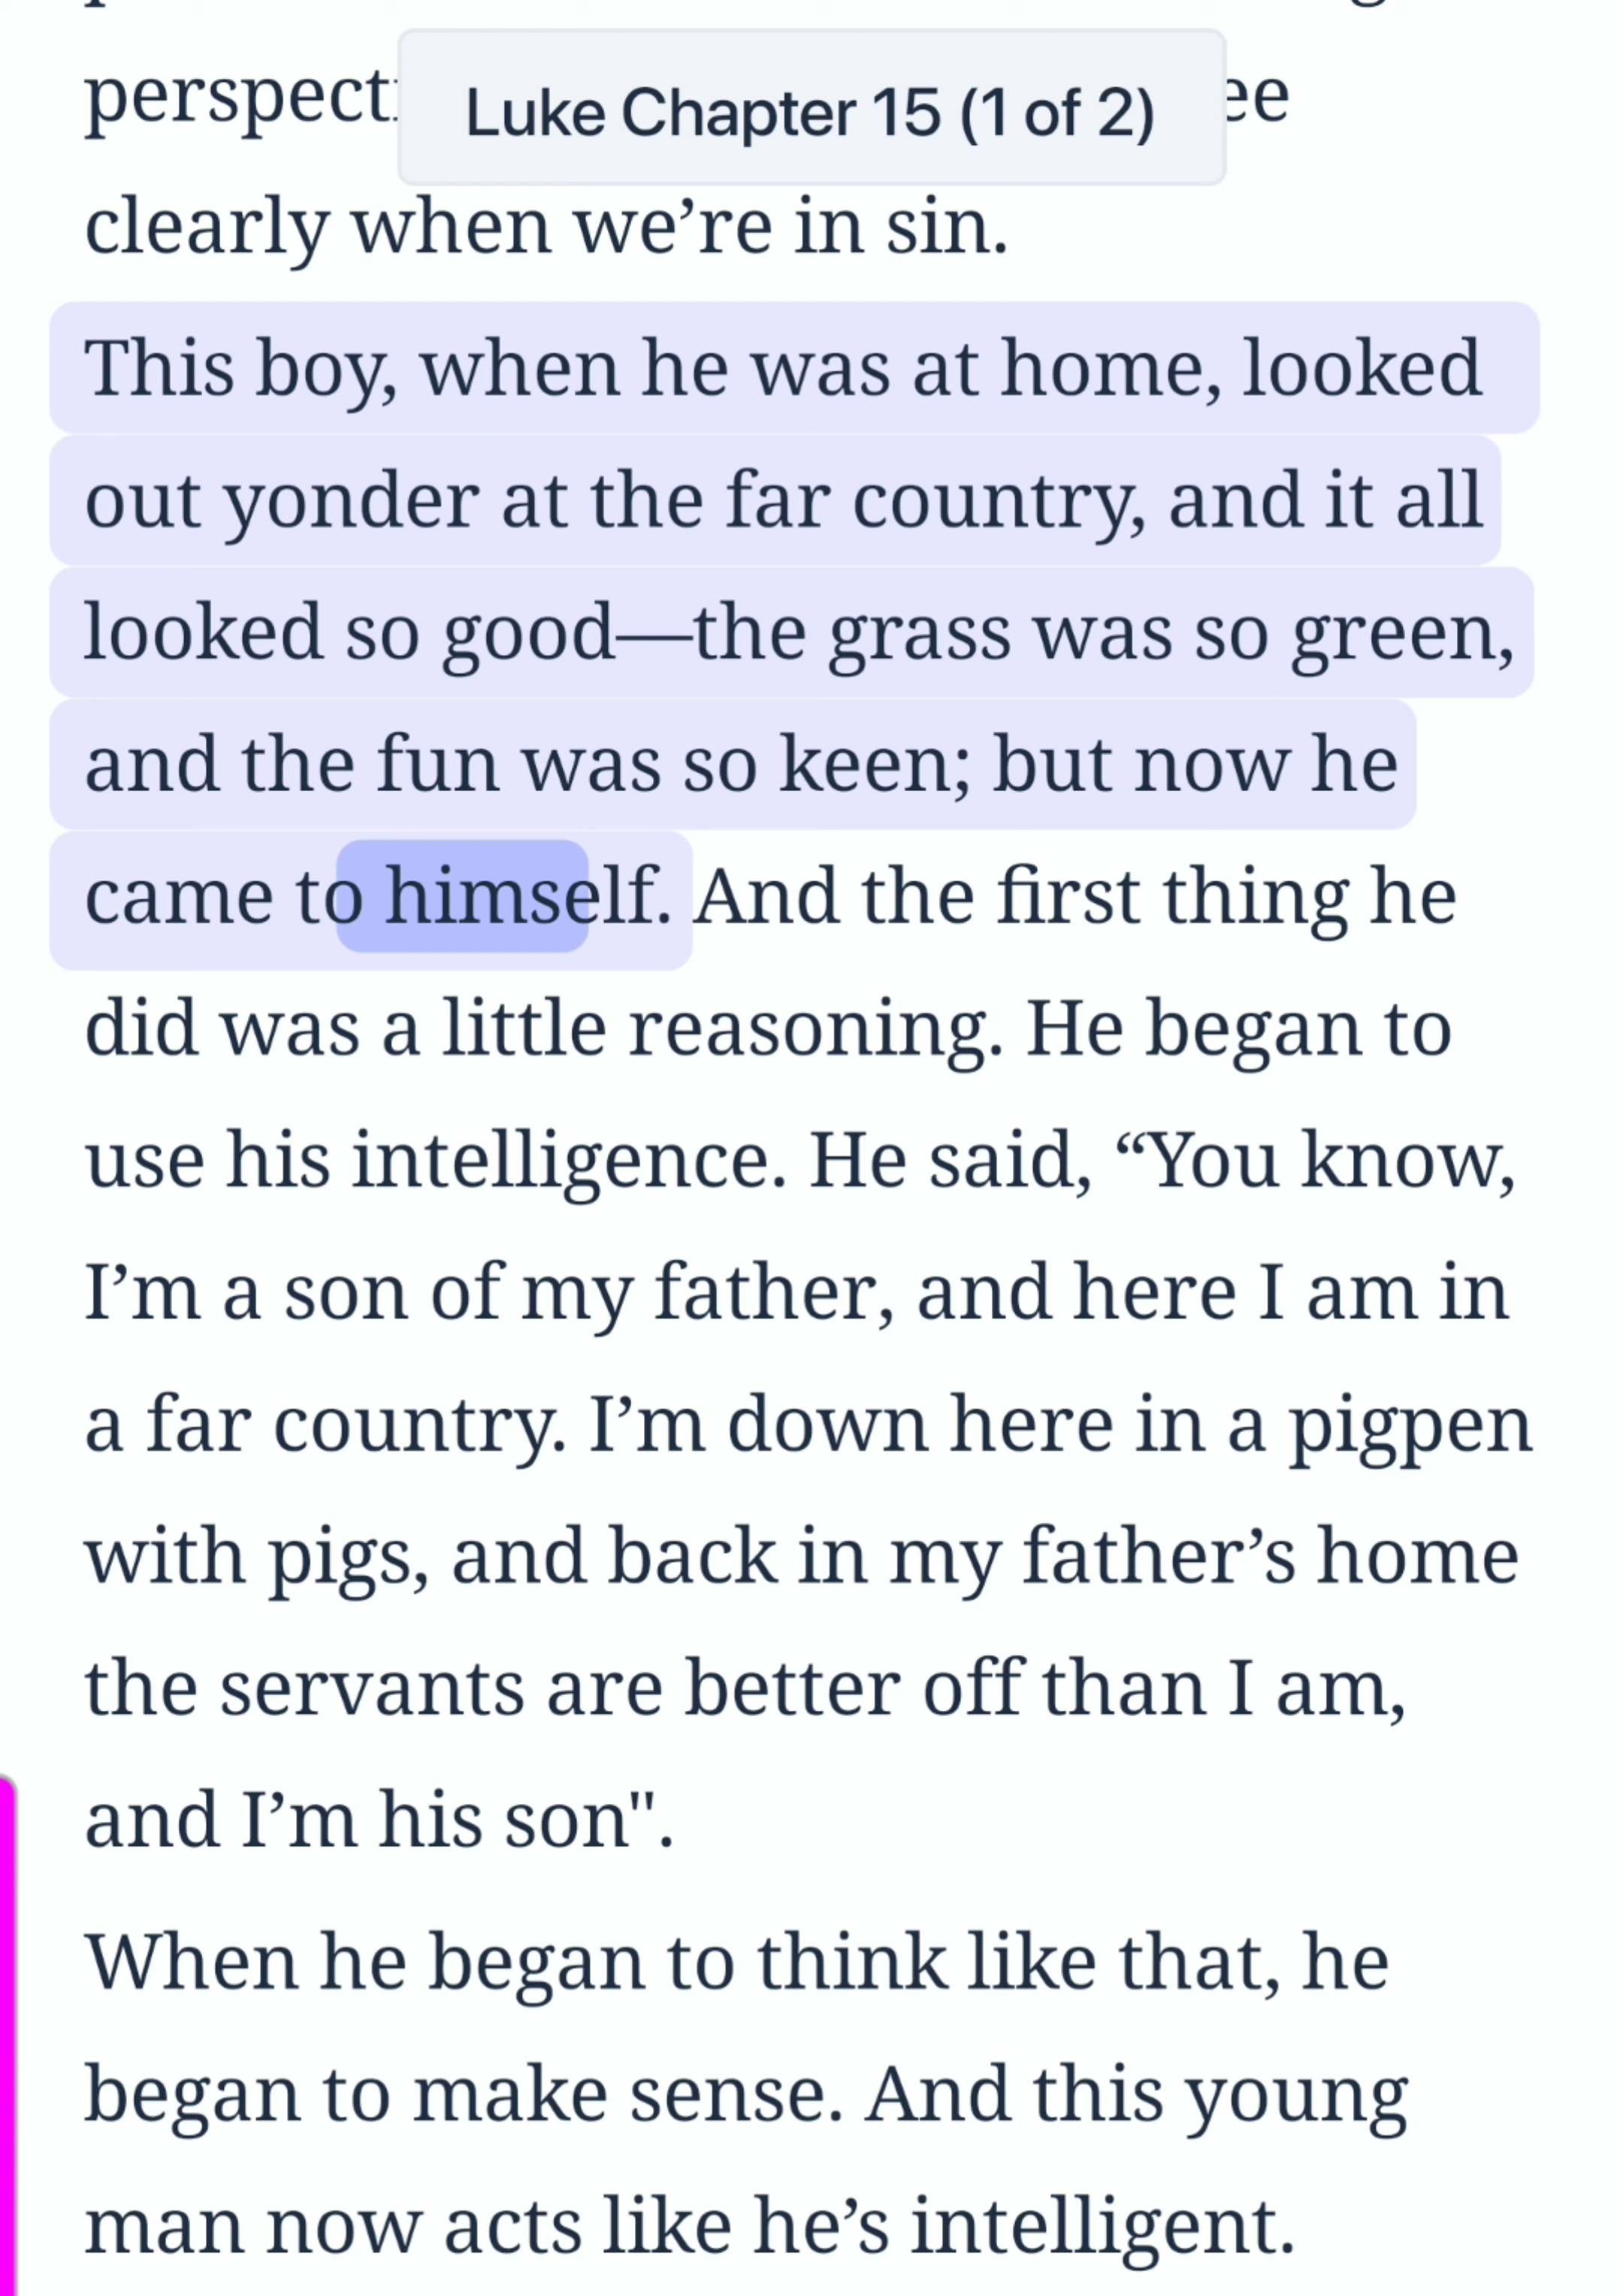 Luke Chapter 15 (1 of 2)
clearly when we’re in sin.
This boy, when he was at home, looked
out yonder at the far country, and it all
looked so good—the grass was so green,
and the fun was so keen; but now he
came to himself. And the first thing he
did was a little reasoning. He began to
use his intelligence. He said, “You know,
I’m a son of my father, and here I am in
a far country. I’m down here in a pigpen
with pigs, and back in my father’s home
the servants are better off than I am,
and I’m his son".
When he began to think like that, he
began to make sense. And this young
man now acts like he’s intelligent.